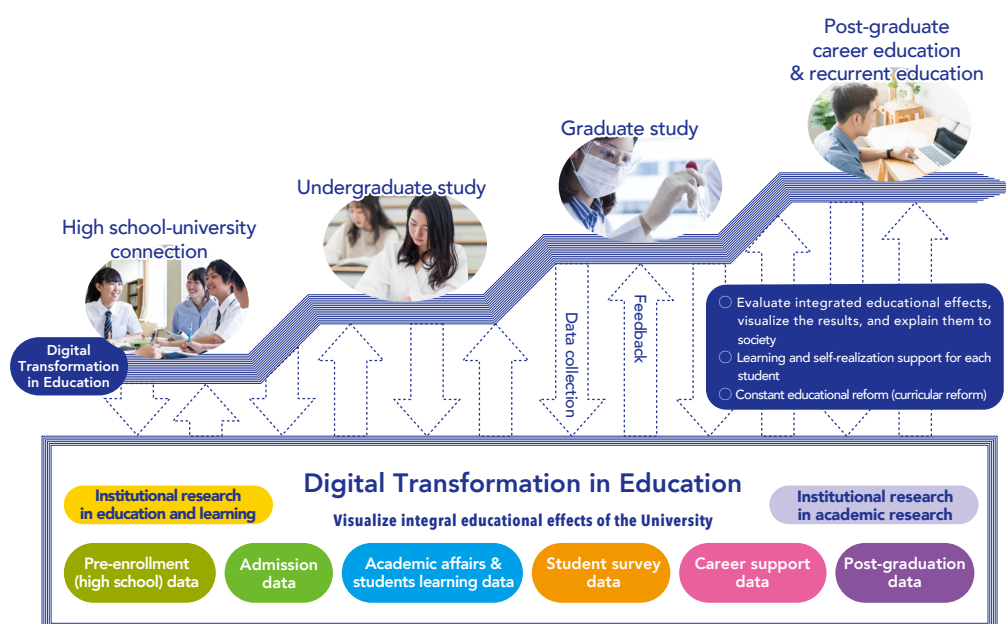 Post-graduate
career education
& recurrent education
Graduate study
Undergraduate study
High school-university
connection
Digital
Transformation
in Education
Data collection
Feedback
○ Evaluate integrated educational effects,
visualize the results, and explain them to
society
○ Learning and self-realization support for each
student
○ Constant educational reform (curricular reform)
Digital Transformation in Education
Institutional research
in education and learning
Visualize integral educational effects of the University
Institutional research
in academic research
Pre-enrollment
(high school) data
Admission
data
Academic affairs &
students learning data
Student survey
data
Career support
data
Post-graduation
data